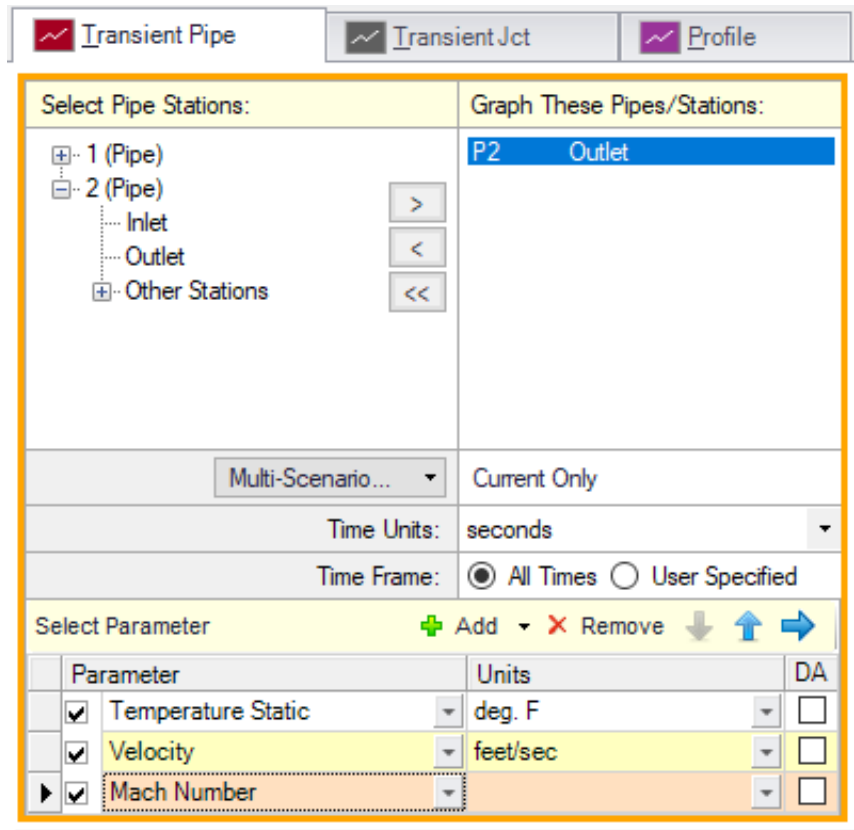 Transient Pipe
Transient Jct
Profile
Select Pipe Stations:
Graph These Pipes/Stations:
1 (Pipe)
2 (Pipe)
Inlet
Outlet
Other Stations
>
<
<<
P2 Outlet
Multi-Scenario...
Current Only
Time Units:
seconds
Time Frame:
All Times
User Specified
Select Parameter
Add
Remove
Parameter Units DA
Temperature Static deg. F
Velocity feet/sec
Mach Number